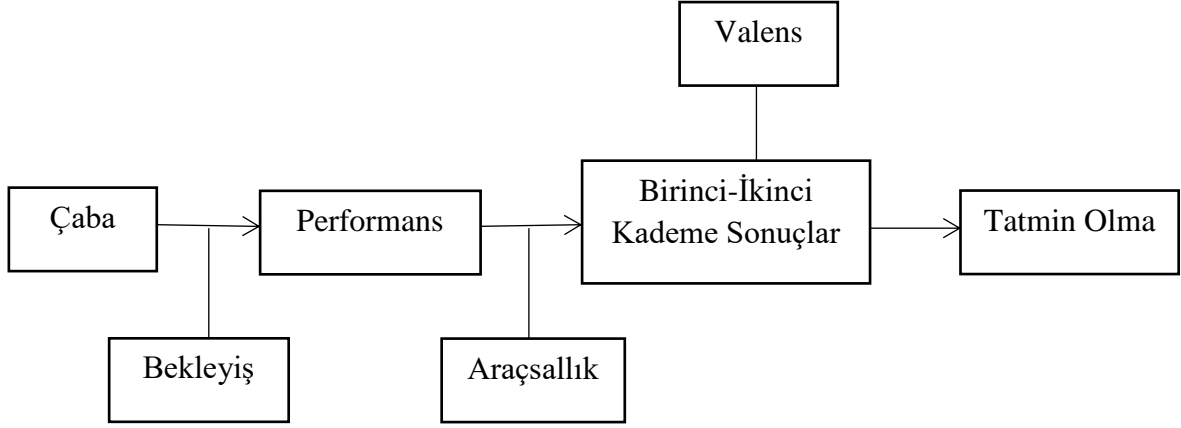 Valens
Birinci-İkinci
Kademe Sonuçlar
Çaba
Performans
Tatmin Olma
Bekleyiş
Araçsallık